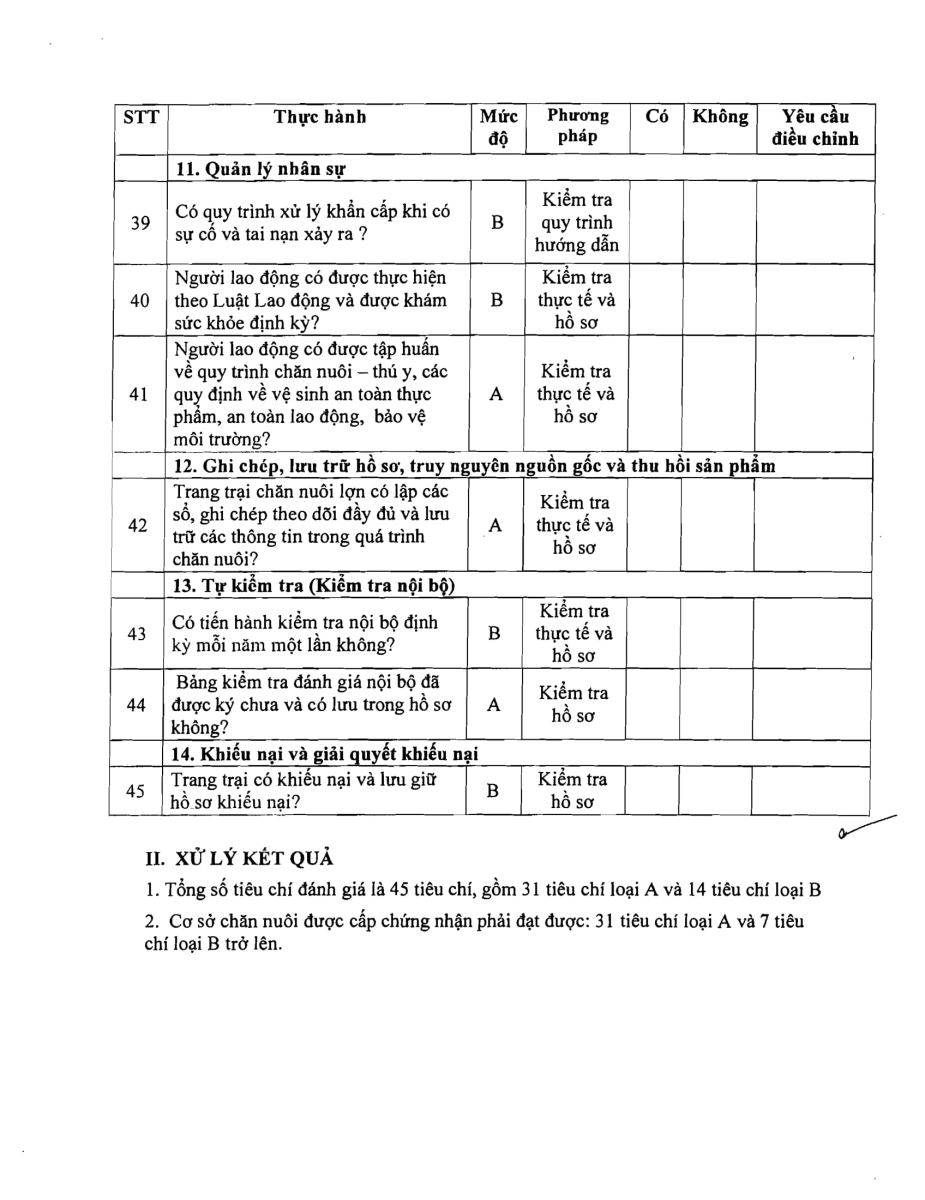 STT Thực hành Mức độ Phương pháp Có Không Yêu cầu điều chỉnh
11. Quản lý nhân sự
39 Có quy trình xử lý khẩn cấp khi có sự cố và tai nạn xảy ra ? B Kiểm tra quy trình hướng dẫn
40 Người lao động có được thực hiện theo Luật Lao động và được khám sức khỏe định kỳ? B Kiểm tra thực tế và hồ sơ
41 Người lao động có được tập huấn về quy trình chăn nuôi – thú y, các quy định về vệ sinh an toàn thực phẩm, an toàn lao động, bảo vệ môi trường? A Kiểm tra thực tế và hồ sơ
12. Ghi chép, lưu trữ hồ sơ, truy nguyên nguồn gốc và thu hồi sản phẩm
42 Trang trại chăn nuôi lợn có lập các sổ, ghi chép theo dõi đầy đủ và lưu trữ các thông tin trong quá trình chăn nuôi? A Kiểm tra thực tế và hồ sơ
13. Tự kiểm tra (Kiểm tra nội bộ)
43 Có tiến hành kiểm tra nội bộ định kỳ mỗi năm một lần không? B Kiểm tra thực tế và hồ sơ
44 Bảng kiểm tra đánh giá nội bộ đã được ký chưa và có lưu trong hồ sơ không? A Kiểm tra hồ sơ
14. Khiếu nại và giải quyết khiếu nại
45 Trang trại có khiếu nại và lưu giữ hồ sơ khiếu nại? B Kiểm tra hồ sơ
II. XỬ LÝ KẾT QUẢ
1. Tổng số tiêu chí đánh giá là 45 tiêu chí, gồm 31 tiêu chí loại A và 14 tiêu chí loại B
2. Cơ sở chăn nuôi được cấp chứng nhận phải đạt được: 31 tiêu chí loại A và 7 tiêu
chí loại B trở lên.